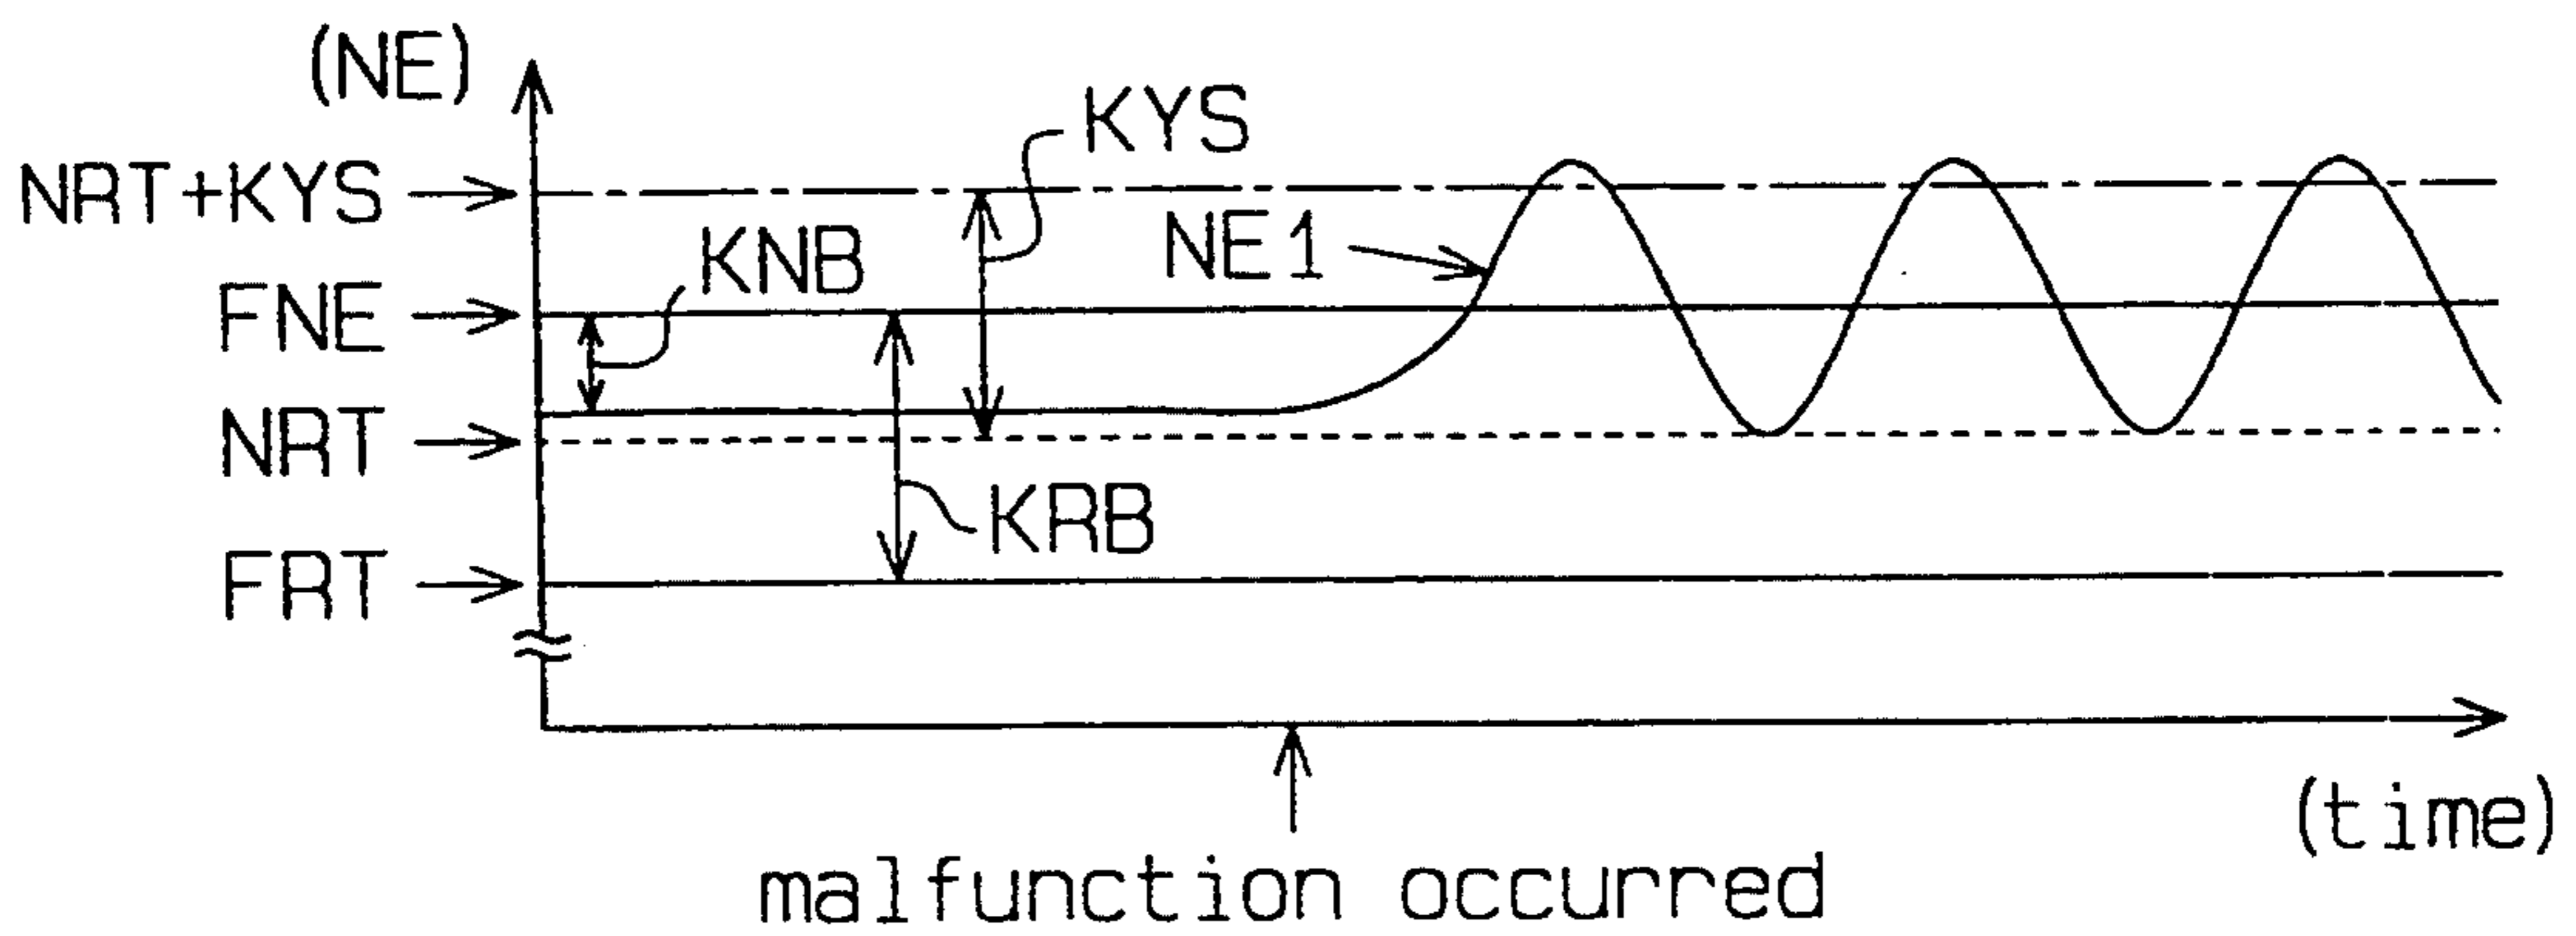 (NE)
KYS
NRT+KYS
NE1
KNB
FNE
NRT
KRB
FRT
(time)
malfunction occurred